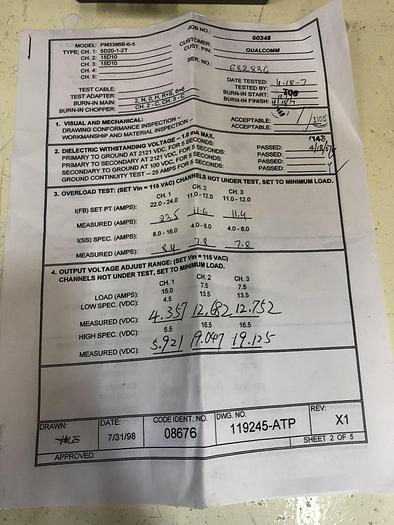 JOB NO.: 60348
MODEL: PM3386B-6-5
CUSTOMER: QUALCOMM
TYPE; CH. 1: 5D20-1-2T
CUST. P/N:
CH. 2: 15D10
CH. 3: 15D10
SER. NO.:
CH. 4:
CH. 5:
DATE TESTED: 4-18-7
TEST CABLE:
TESTED BY:
TEST ADAPTER:
BURN-IN START:
BURN-IN MAIN:
BURN-IN FINISH:
BURN-IN CHOPPER: CH. 2 - C, CH. 3 - C
1. VISUAL AND MECHANICAL:
DRAWING CONFORMANCE INSPECTION - ACCEPTABLE:
WORKMANSHIP AND MATERIAL INSPECTION - ACCEPTABLE:
2. DIELECTRIC WITHSTANDING VOLTAGE - 1.0 mA MAX.
PRIMARY TO GROUND AT 2121 VDC, FOR 5 SECONDS: PASSED:
PRIMARY TO SECONDARY AT 2121 VDC, FOR 5 SECONDS: PASSED:
SECONDARY TO GROUND AT 100 VDC, FOR 5 SECONDS: PASSED:
GROUND CONTINUITY TEST - 25 AMPS FOR 5 SECONDS: PASSED:
3. OVERLOAD TEST: (SET Vin = 115 VAC) CHANNELS NOT UNDER TEST, SET TO MINIMUM LOAD.
CH. 1 CH. 2 CH. 3
I(FB) SET PT (AMPS): 22.0-24.0 11.0-12.0 11.0-12.0
MEASURED (AMPS): 23.5 11.6 11.4
I(SS) SPEC. (AMPS): 8.0-16.0 4.0-8.0 4.0-8.0
MEASURED (AMPS): 8.4 7.8 7.8
4. OUTPUT VOLTAGE ADJUST RANGE: (SET Vin = 115 VAC)
CHANNELS NOT UNDER TEST, SET TO MINIMUM LOAD.
CH. 1 CH. 2 CH. 3
LOAD (AMPS): 15.0 7.5 7.5
LOW SPEC. (VDC): 4.5 13.5 13.5
MEASURED (VDC): 4.357 12.682 12.752
HIGH SPEC. (VDC): 5.5 16.5 16.5
MEASURED (VDC): 5.921 19.047 19.125
DRAWN: DATE: 7/31/98 CODE IDENT. NO. 08676 DWG. NO. 119245-ATP REV: X1
SHEET 2 OF 5
APPROVED: